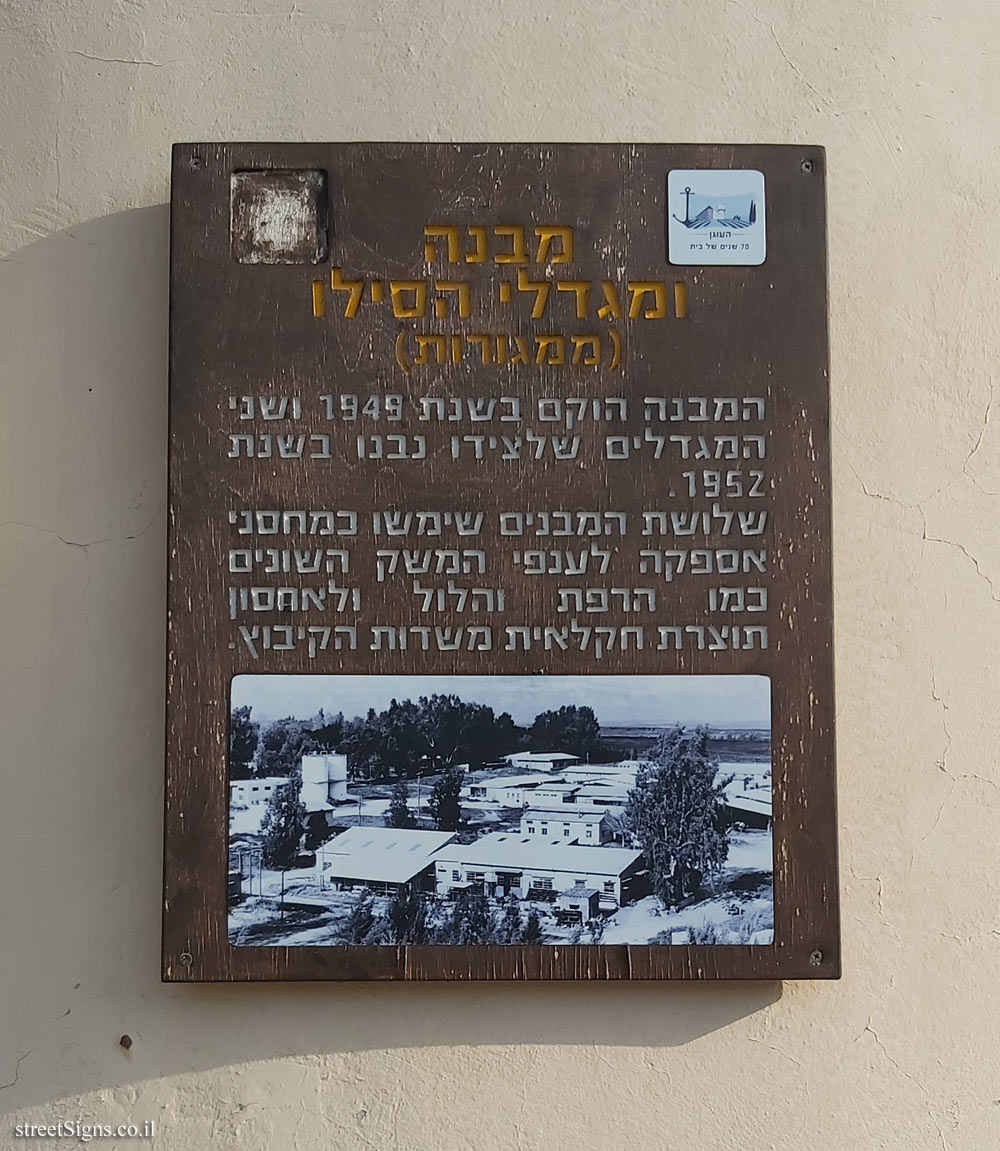 העוגן
70 שנים של בית
מבנה
ומגדלי הסילו
(ממגורות)
המבנה הוקם בשנת 1949 ושני
המגדלים שלצידו נבנו בשנת
1952.
שלושת המבנים שימשו כמחסני
אספקה לענפי המשק השונים
כמו הרפת והלול ולאחסון
תוצרת חקלאית משדות הקיבוץ.
streetSigns.co.il